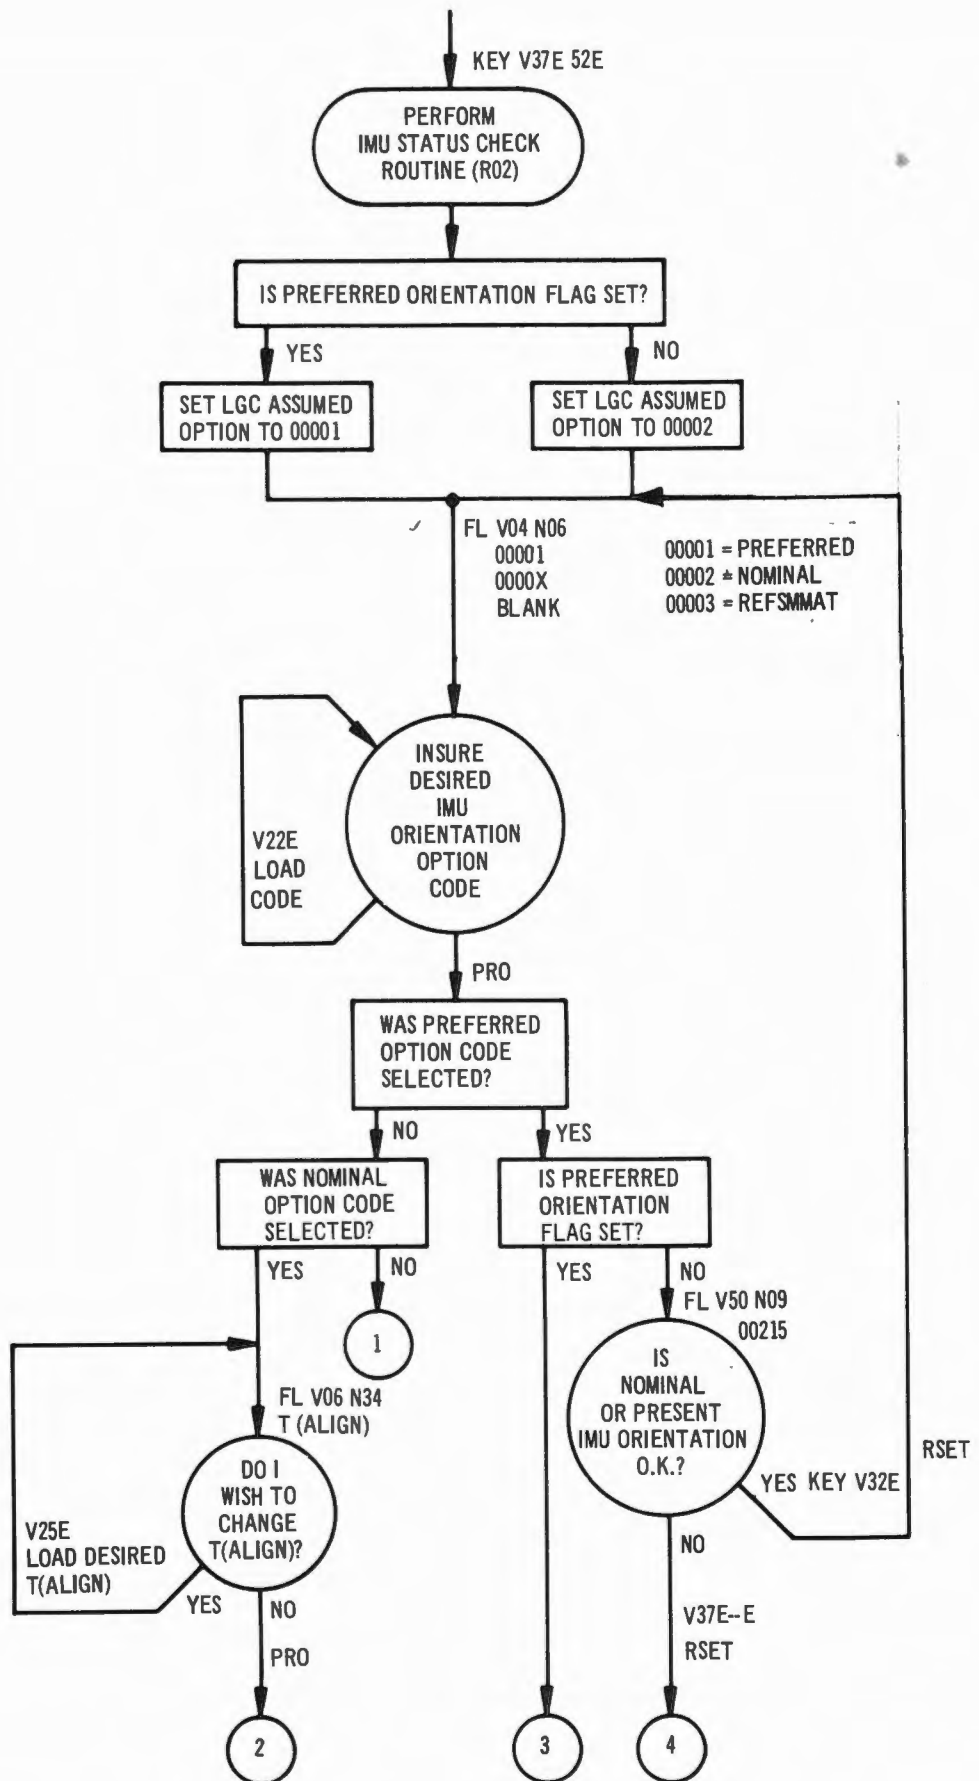 KEY V37E 52E
PERFORM
IMU STATUS CHECK
ROUTINE (R02)
IS PREFERRED ORIENTATION FLAG SET?
YES
NO
SET LGC ASSUMED
OPTION TO 00001
SET LGC ASSUMED
OPTION TO 00002
FL V04 N06
00001
0000X
BLANK
00001 = PREFERRED
00002 = NOMINAL
00003 = REFSMMAT
INSURE
DESIRED
IMU
ORIENTATION
OPTION
CODE
V22E
LOAD
CODE
PRO
WAS PREFERRED
OPTION CODE
SELECTED?
NO
YES
WAS NOMINAL
OPTION CODE
SELECTED?
IS PREFERRED
ORIENTATION
FLAG SET?
YES
NO
YES
NO
1
FL V50 N09
00215
IS
NOMINAL
OR PRESENT
IMU ORIENTATION
O.K.?
YES KEY V32E
RSET
FL V06 N34
T (ALIGN)
DO I
WISH TO
CHANGE
T(ALIGN)?
V25E
LOAD DESIRED
T(ALIGN)
YES
NO
PRO
NO
V37E--E
RSET
2
3
4